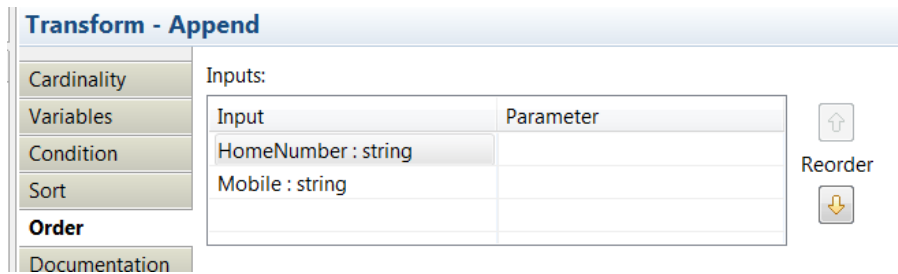 Transform - Append
Cardinality
Variables
Condition
Sort
Order
Documentation
Inputs:
Input Parameter
HomeNumber : string
Mobile : string
Reorder